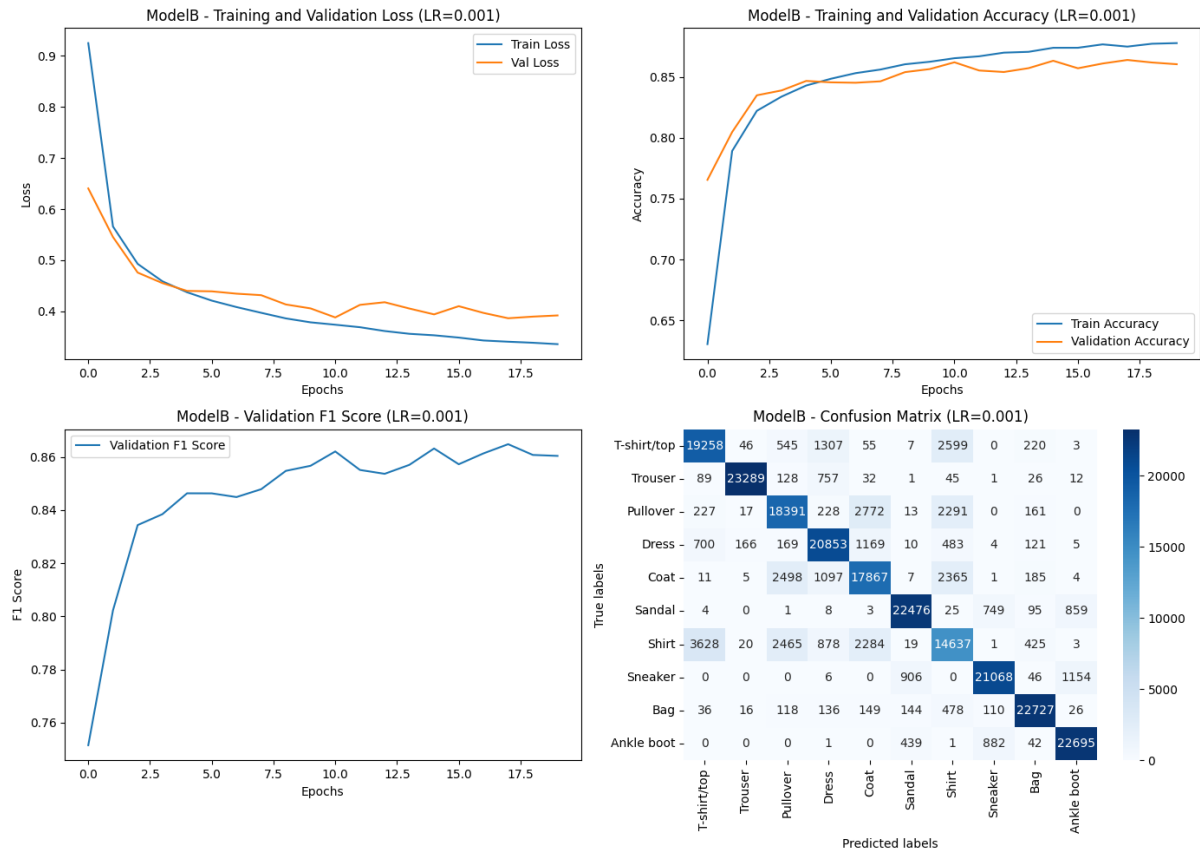 ModelB - Training and Validation Loss (LR=0.001)
Train Loss
Val Loss
0.9
0.8
0.7
0.6
0.5
0.4
Loss
0.0 2.5 5.0 7.5 10.0 12.5 15.0 17.5
Epochs
ModelB - Training and Validation Accuracy (LR=0.001)
0.85
0.80
0.75
0.70
0.65
Accuracy
Train Accuracy
Validation Accuracy
0.0 2.5 5.0 7.5 10.0 12.5 15.0 17.5
Epochs
ModelB - Validation F1 Score (LR=0.001)
Validation F1 Score
0.86
0.84
0.82
0.80
0.78
0.76
F1 Score
0.0 2.5 5.0 7.5 10.0 12.5 15.0 17.5
Epochs
ModelB - Confusion Matrix (LR=0.001)
True labels
T-shirt/top 19258 46 545 1307 55 7 2599 0 220 3
Trouser 89 23289 128 757 32 1 45 1 26 12
Pullover 227 17 18391 228 2772 13 2291 0 161 0
Dress 700 166 169 20853 1169 10 483 4 121 5
Coat 11 5 2498 1097 17867 7 2365 1 185 4
Sandal 4 0 1 8 3 22476 25 749 95 859
Shirt 3628 20 2465 878 2284 19 14637 1 425 3
Sneaker 0 0 0 6 0 906 0 21068 46 1154
Bag 36 16 118 136 149 144 478 110 22727 26
Ankle boot 0 0 0 1 0 439 1 882 42 22695
T-shirt/top Trouser Pullover Dress Coat Sandal Shirt Sneaker Bag Ankle boot
Predicted labels
20000
15000
10000
5000
0